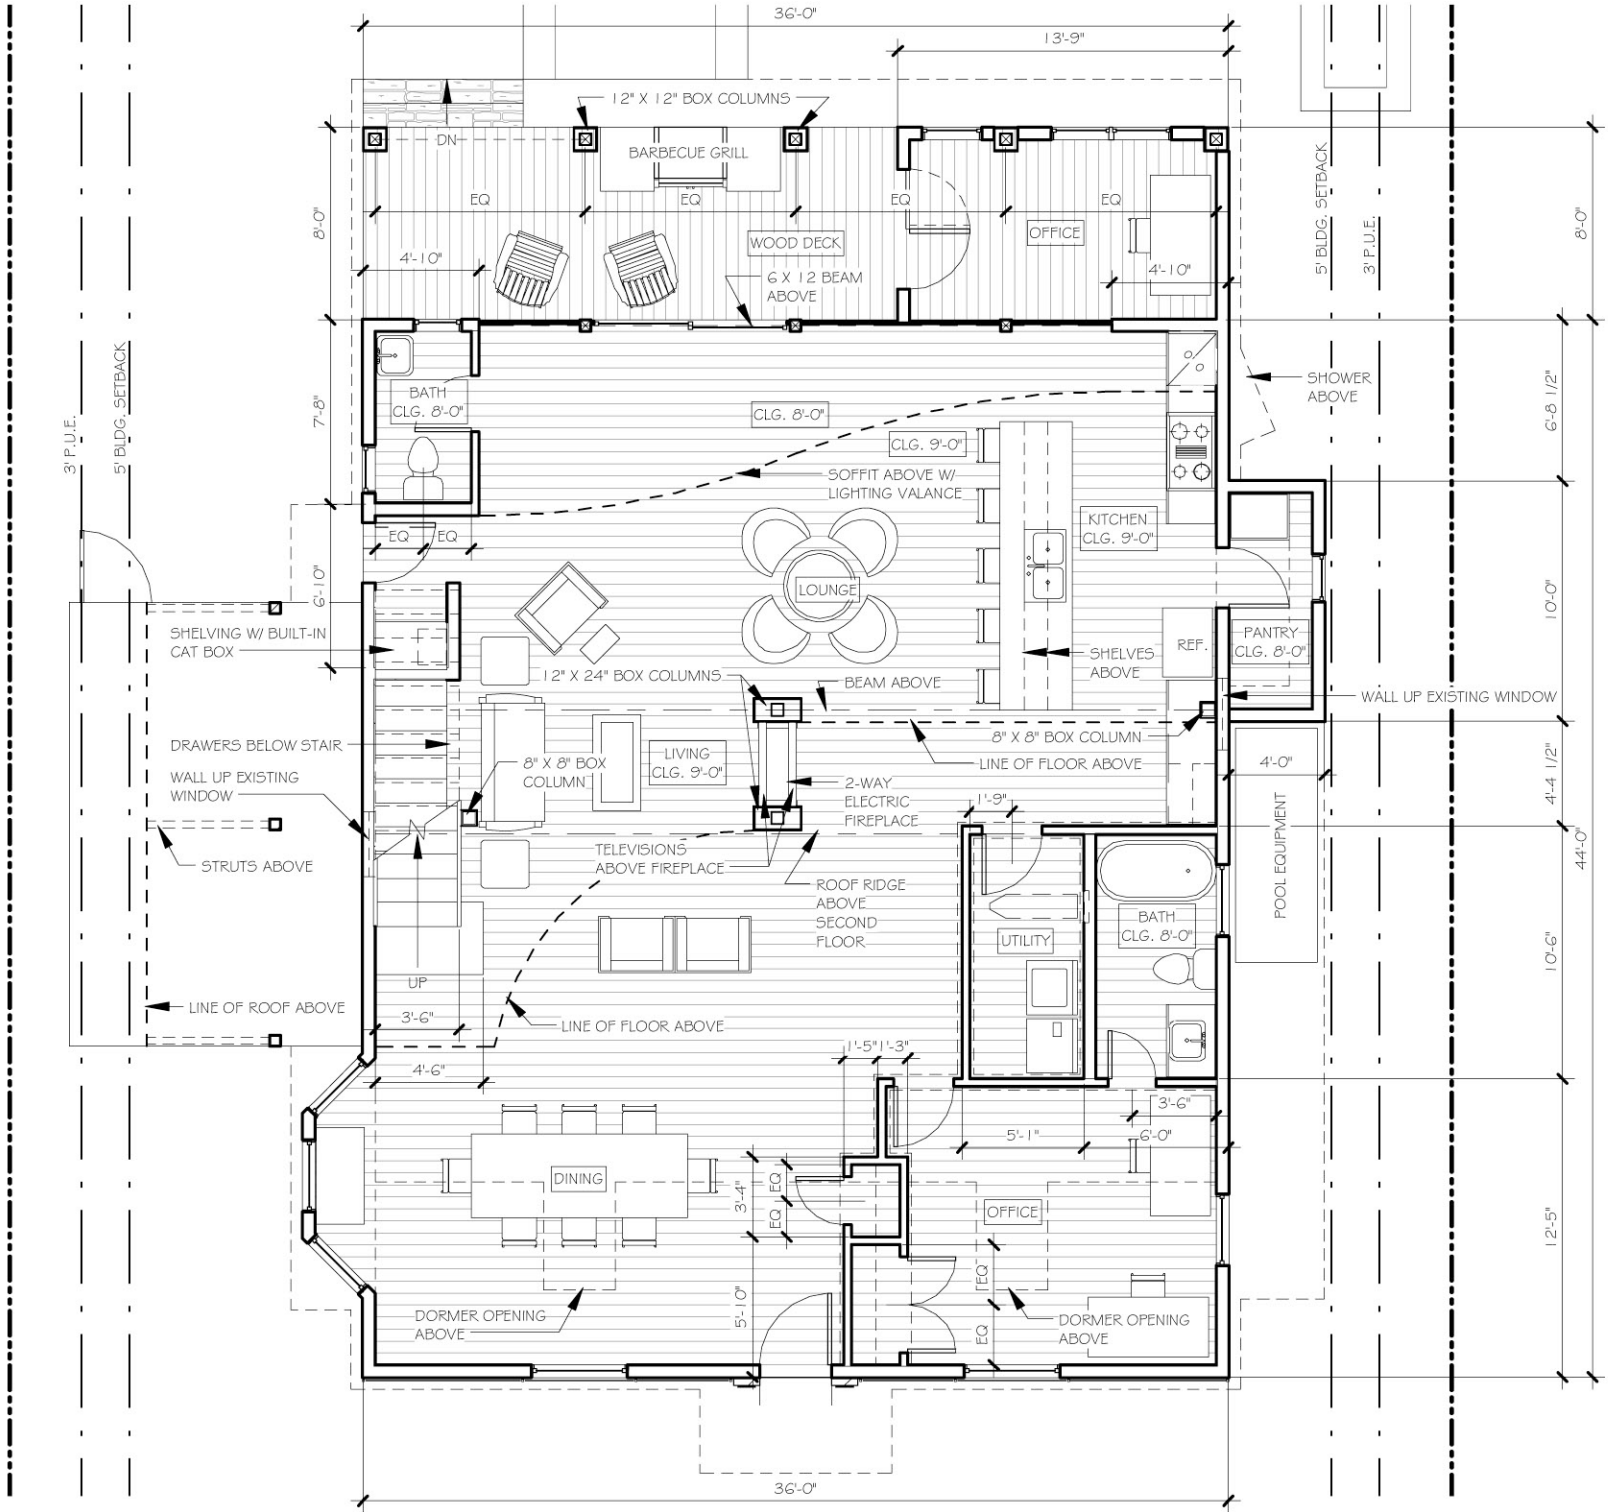 36'-0"
13'-9"
12" X 12" BOX COLUMNS
DN
BARBECUE GRILL
5' BLDG. SETBACK
3' P.U.E.
8'-0"
8'-0"
EQ
EQ
EQ
EQ
WOOD DECK
OFFICE
4'-10"
4'-10"
6 X 12 BEAM
ABOVE
3' P.U.E.
5' BLDG. SETBACK
7'-8"
BATH
CLG. 8'-0"
CLG. 8'-0"
CLG. 9'-0"
SHOWER
ABOVE
6'-8 1/2"
SOFFIT ABOVE W/
LIGHTING VALANCE
KITCHEN
CLG. 9'-0"
EQ
EQ
6'-10"
LOUNGE
10'-0"
SHELVING W/ BUILT-IN
CAT BOX
REF.
PANTRY
CLG. 8'-0"
SHELVES
ABOVE
12" X 24" BOX COLUMNS
BEAM ABOVE
WALL UP EXISTING WINDOW
DRAWERS BELOW STAIR
8" X 8" BOX COLUMN
LIVING
CLG. 9'-0"
8" X 8" BOX
COLUMN
LINE OF FLOOR ABOVE
4'-0"
4'-4 1/2"
WALL UP EXISTING
WINDOW
2-WAY
ELECTRIC
FIREPLACE
1'-9"
44'-0"
STRUTS ABOVE
TELEVISIONS
ABOVE FIREPLACE
POOL EQUIPMENT
ROOF RIDGE
ABOVE
SECOND
FLOOR
BATH
CLG. 8'-0"
UTILITY
10'-6"
UP
LINE OF ROOF ABOVE
3'-6"
LINE OF FLOOR ABOVE
1'-5"
1'-3"
4'-6"
3'-6"
5'-1"
6'-0"
DINING
3'-4"
EQ
EQ
OFFICE
12'-5"
EQ
EQ
5'-10"
DORMER OPENING
ABOVE
DORMER OPENING
ABOVE
36'-0"